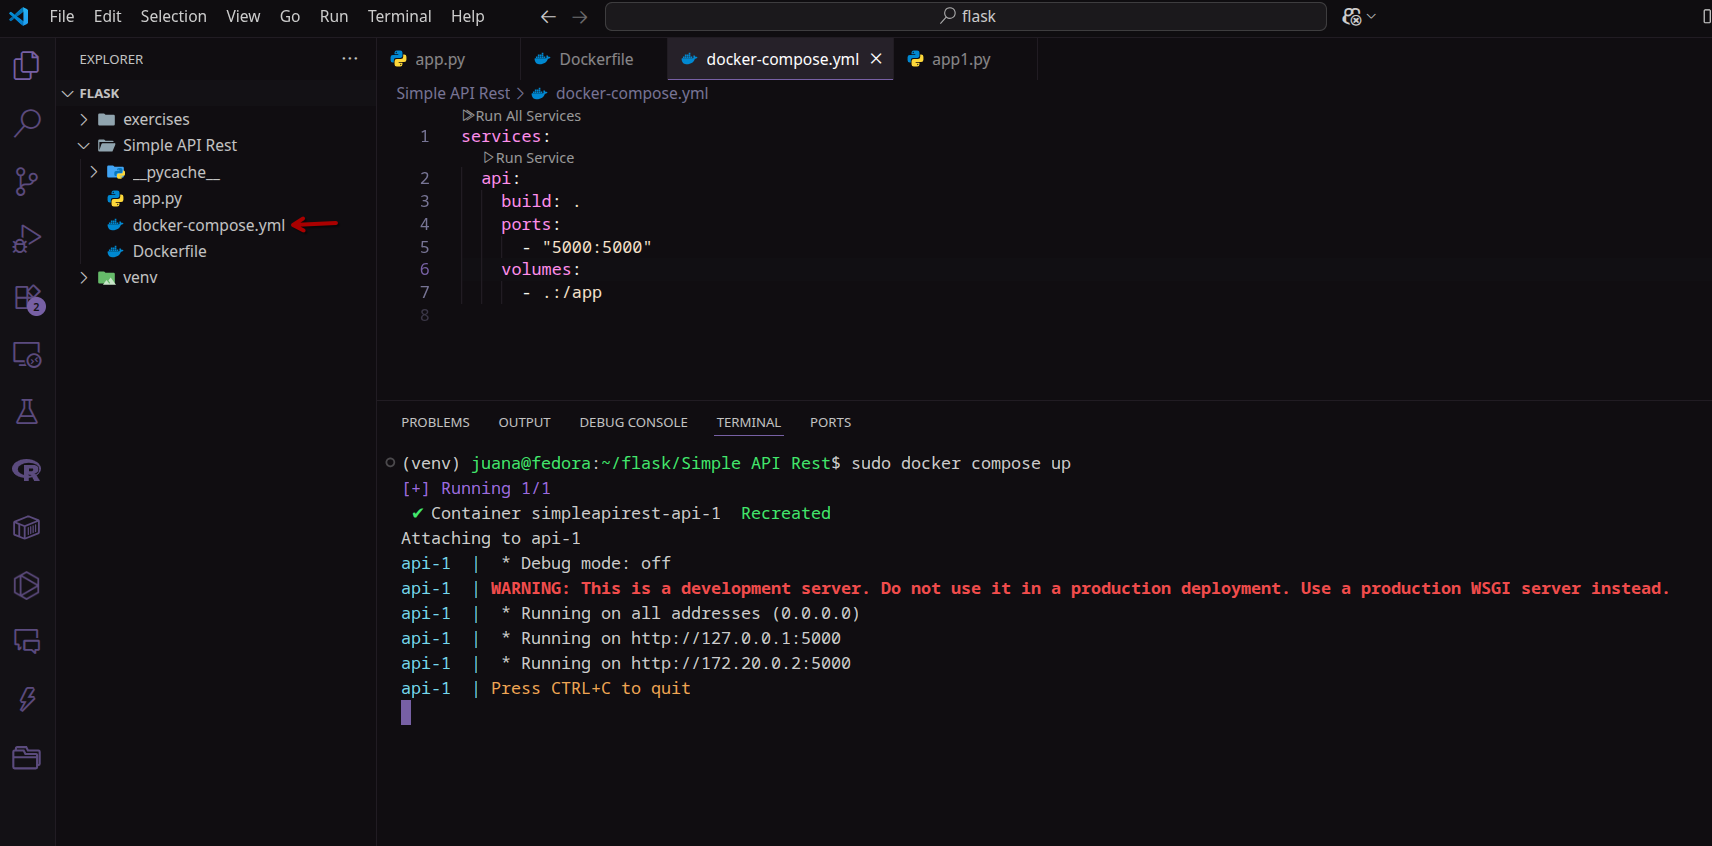 File Edit Selection View Go Run Terminal Help
flask
EXPLORER
FLASK
exercises
Simple API Rest
__pycache__
app.py
docker-compose.yml
Dockerfile
venv
2
app.py Dockerfile docker-compose.yml app1.py
Simple API Rest > docker-compose.yml
Run All Services
1 services:
Run Service
2 api:
3 build: .
4 ports:
5 - "5000:5000"
6 volumes:
7 - .:/app
8
PROBLEMS OUTPUT DEBUG CONSOLE TERMINAL PORTS
(venv) juana@fedora:~/flask/Simple API Rest$ sudo docker compose up
[+] Running 1/1
✔ Container simpleapirest-api-1 Recreated
Attaching to api-1
api-1 | * Debug mode: off
api-1 | WARNING: This is a development server. Do not use it in a production deployment. Use a production WSGI server instead.
api-1 | * Running on all addresses (0.0.0.0)
api-1 | * Running on http://127.0.0.1:5000
api-1 | * Running on http://172.20.0.2:5000
api-1 | Press CTRL+C to quit